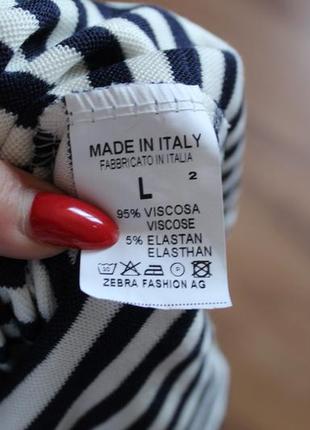 MADE IN ITALY
FABBRICATO IN ITALIA
L 2
95% VISCOSA
VISCOSE
5% ELASTAN
ELASTHAN
P
ZEBRA FASHION AG